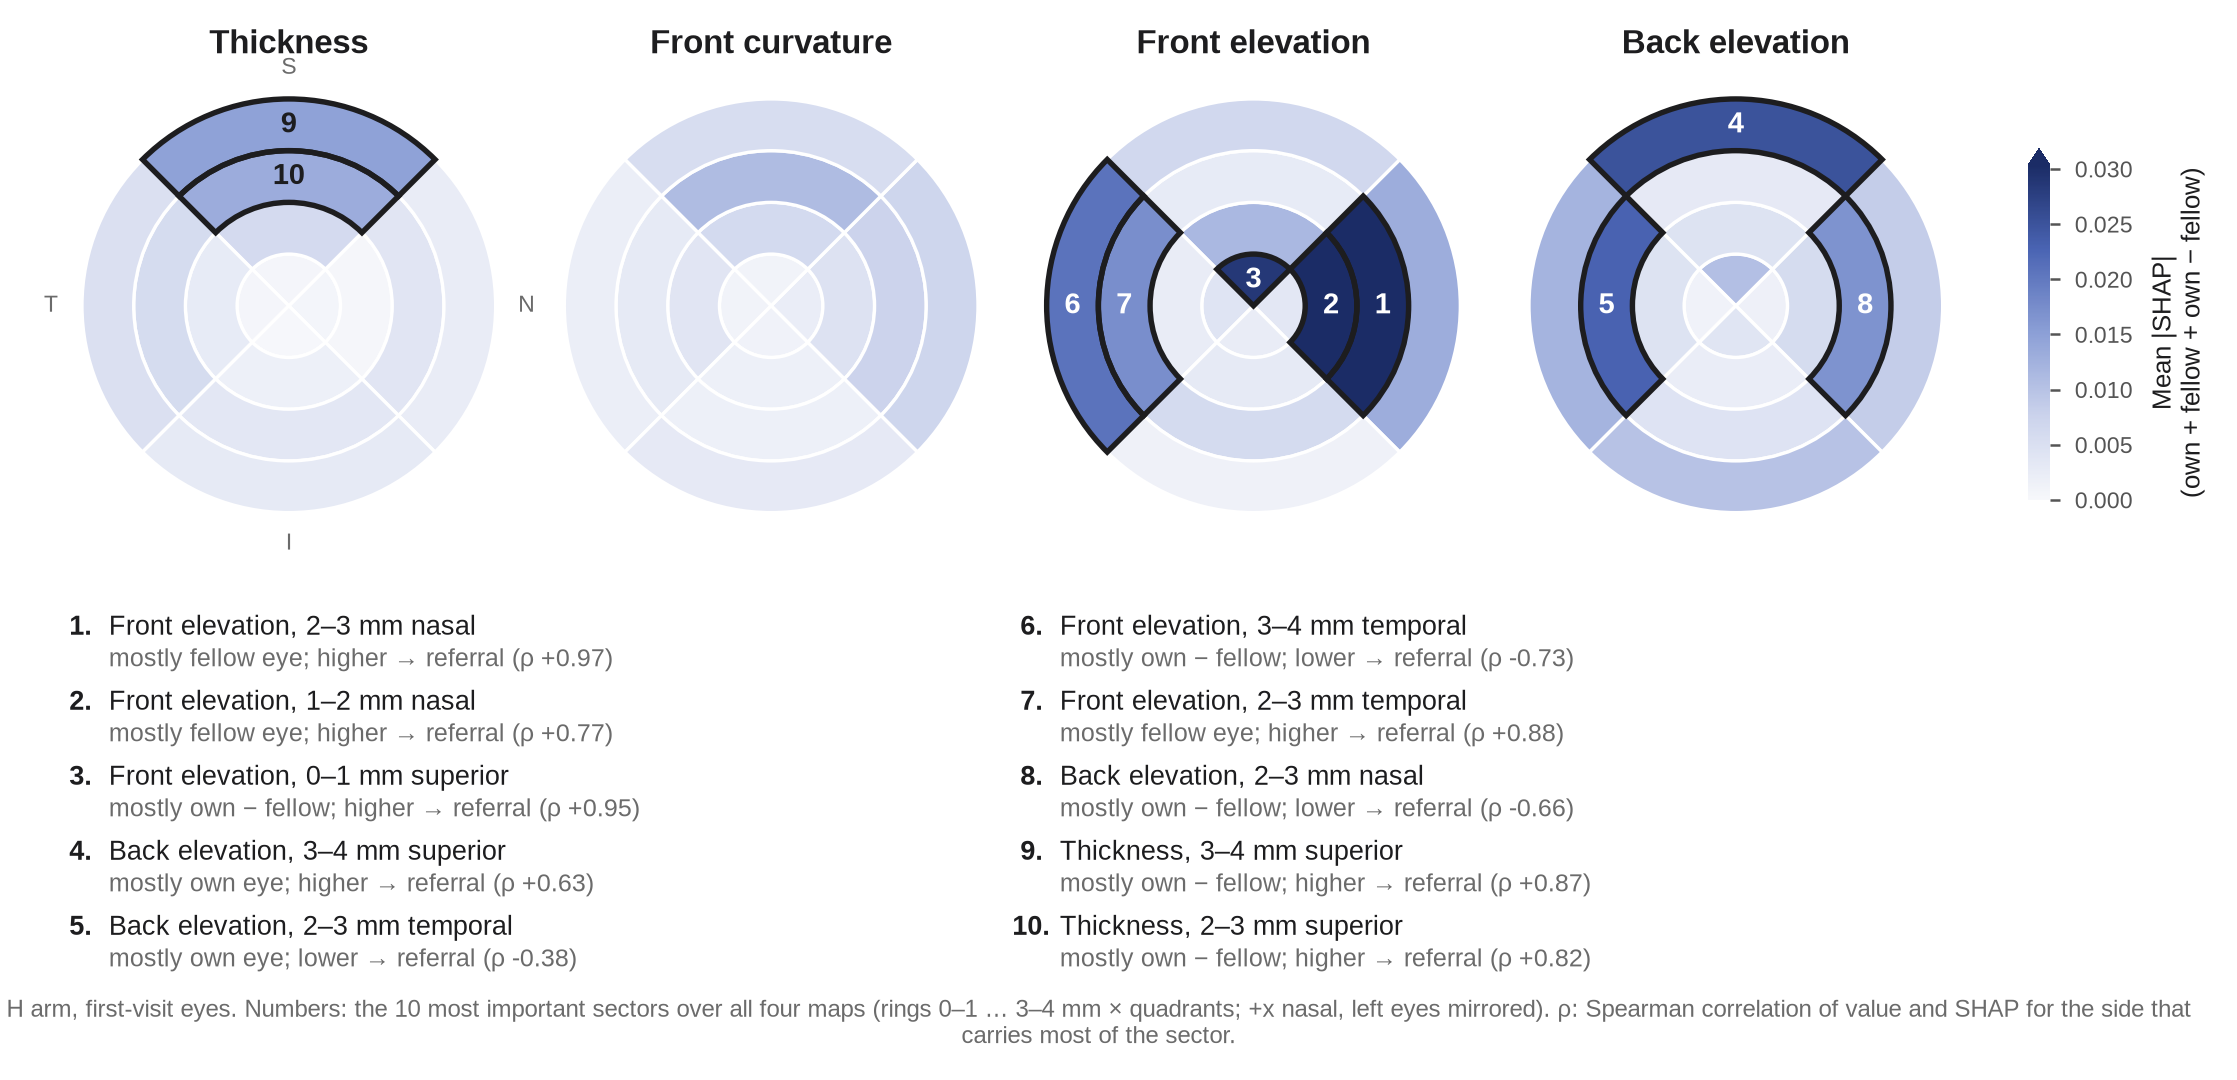 Thickness
Front curvature
Front elevation
Back elevation
S
T
N
I
9
10
6
7
3
2
1
4
5
8
0.030
0.025
0.020
0.015
0.010
0.005
0.000
Mean |SHAP|
(own + fellow + own − fellow)
1. Front elevation, 2–3 mm nasal
mostly fellow eye; higher → referral (ρ +0.97)
2. Front elevation, 1–2 mm nasal
mostly fellow eye; higher → referral (ρ +0.77)
3. Front elevation, 0–1 mm superior
mostly own − fellow; higher → referral (ρ +0.95)
4. Back elevation, 3–4 mm superior
mostly own eye; higher → referral (ρ +0.63)
5. Back elevation, 2–3 mm temporal
mostly own eye; lower → referral (ρ -0.38)
6. Front elevation, 3–4 mm temporal
mostly own − fellow; lower → referral (ρ -0.73)
7. Front elevation, 2–3 mm temporal
mostly fellow eye; higher → referral (ρ +0.88)
8. Back elevation, 2–3 mm nasal
mostly own − fellow; lower → referral (ρ -0.66)
9. Thickness, 3–4 mm superior
mostly own − fellow; higher → referral (ρ +0.87)
10. Thickness, 2–3 mm superior
mostly own − fellow; higher → referral (ρ +0.82)
H arm, first-visit eyes. Numbers: the 10 most important sectors over all four maps (rings 0–1 … 3–4 mm × quadrants; +x nasal, left eyes mirrored). ρ: Spearman correlation of value and SHAP for the side that
carries most of the sector.